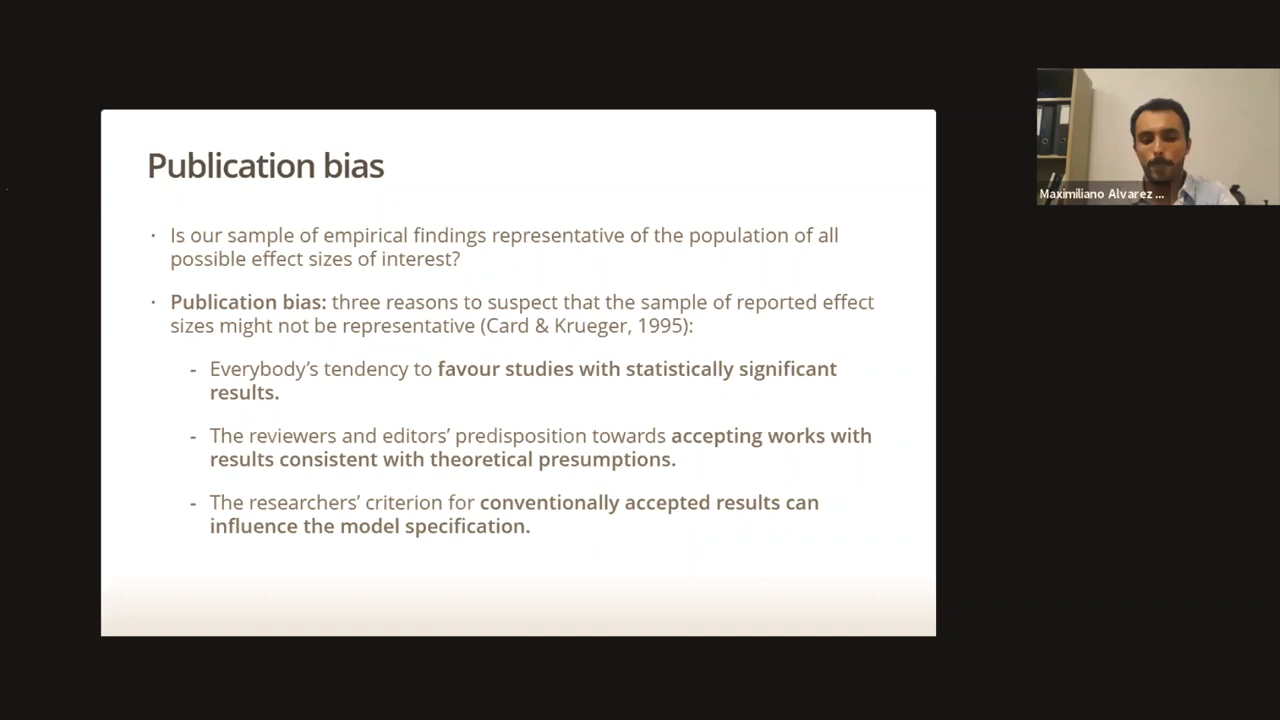 Publication bias
· Is our sample of empirical findings representative of the population of all
possible effect sizes of interest?
· Publication bias: three reasons to suspect that the sample of reported effect
sizes might not be representative (Card & Krueger, 1995):
- Everybody’s tendency to favour studies with statistically significant
results.
- The reviewers and editors’ predisposition towards accepting works with
results consistent with theoretical presumptions.
- The researchers’ criterion for conventionally accepted results can
influence the model specification.
Maximiliano Alvarez ...